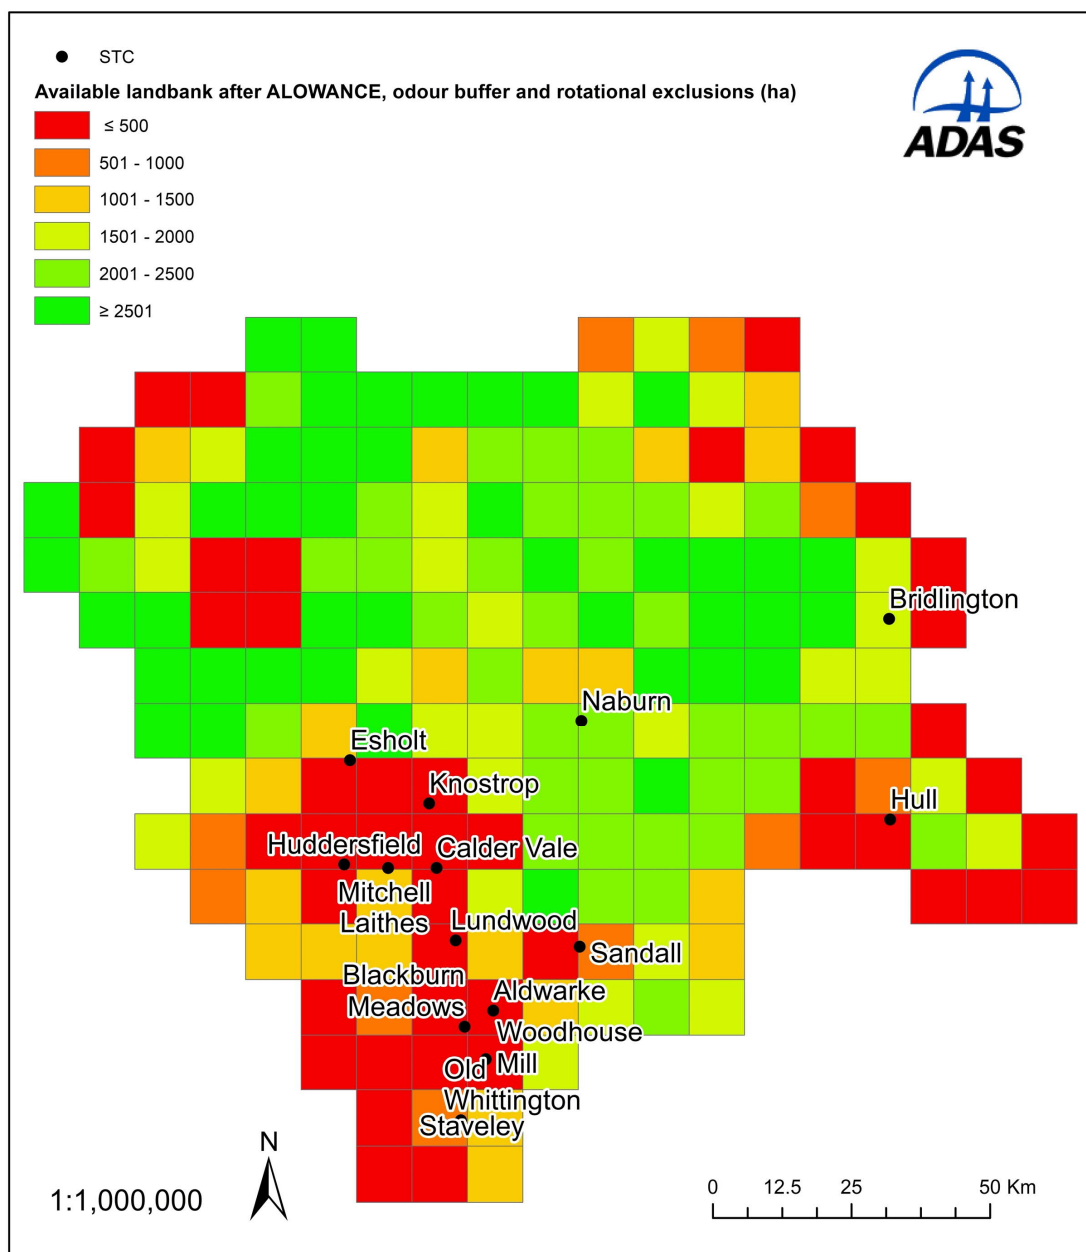 STC
Available landbank after ALOWANCE, odour buffer and rotational exclusions (ha)
≤ 500
501 - 1000
1001 - 1500
1501 - 2000
2001 - 2500
≥ 2501
ADAS
Bridlington
Naburn
Esholt
Knostrop
Hull
Huddersfield
Calder Vale
Mitchell
Laithes
Lundwood
Sandall
Blackburn
Meadows
Aldwarke
Woodhouse
Mill
Old
Whittington
Staveley
N
1:1,000,000
0 12.5 25 50 Km